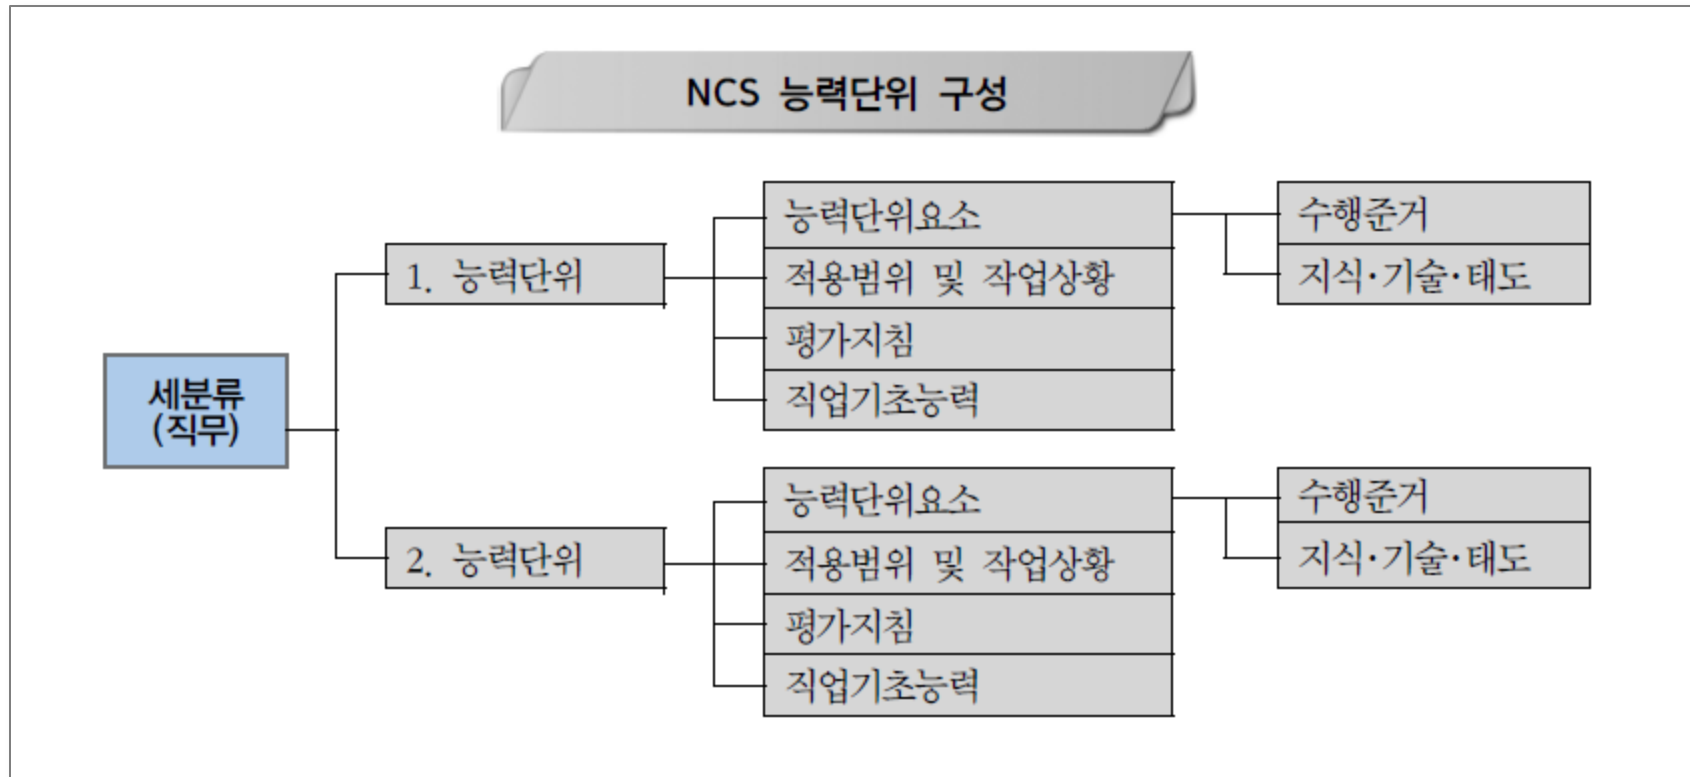 NCS 능력단위 구성
세분류
(직무)
1. 능력단위
능력단위요소
적용범위 및 작업상황
평가지침
직업기초능력
수행준거
지식·기술·태도
2. 능력단위
능력단위요소
적용범위 및 작업상황
평가지침
직업기초능력
수행준거
지식·기술·태도